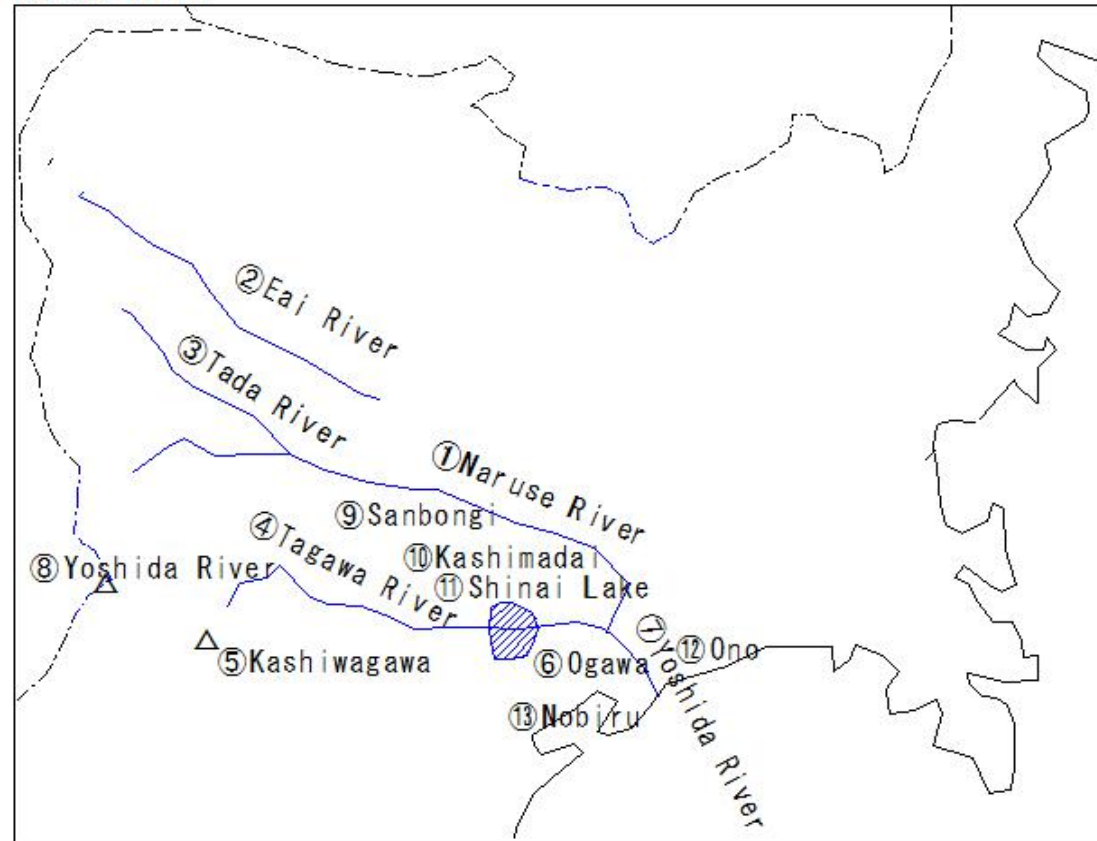 ②Eai River
③Tada River
①Naruse River
⑨Sanbongi
④Tagawa River
⑩Kashimadai
⑧Yoshida River
⑪Shinai Lake
⑤Kashiwagawa
⑥Ogawa
⑦Yoshida River
⑫Ono
⑬Nobiru